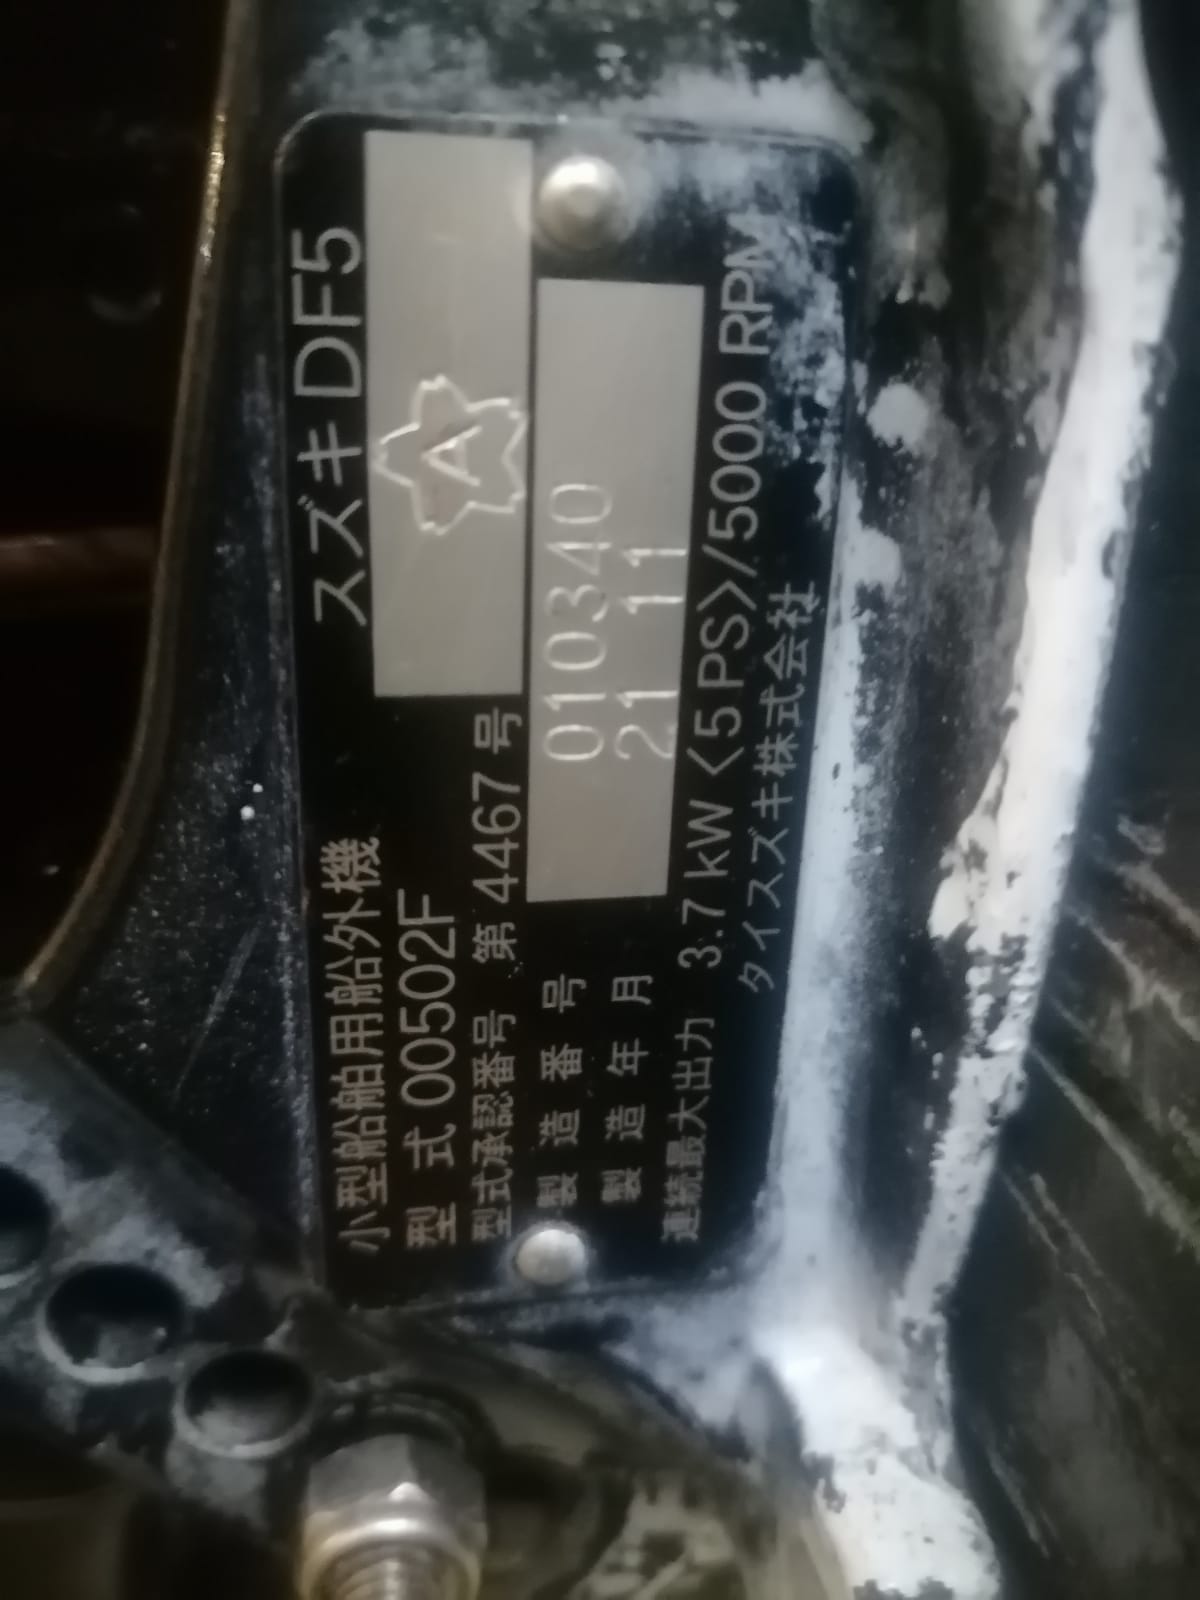 小型船舶用船外機 スズキ DF5
型式 00502F
型式承認番号 第 4467 号
A
製造番号 010340
製造年月 21 11
連続最大出力 3.7 kW〈5 PS〉/5000 RPM
タイスズキ株式会社